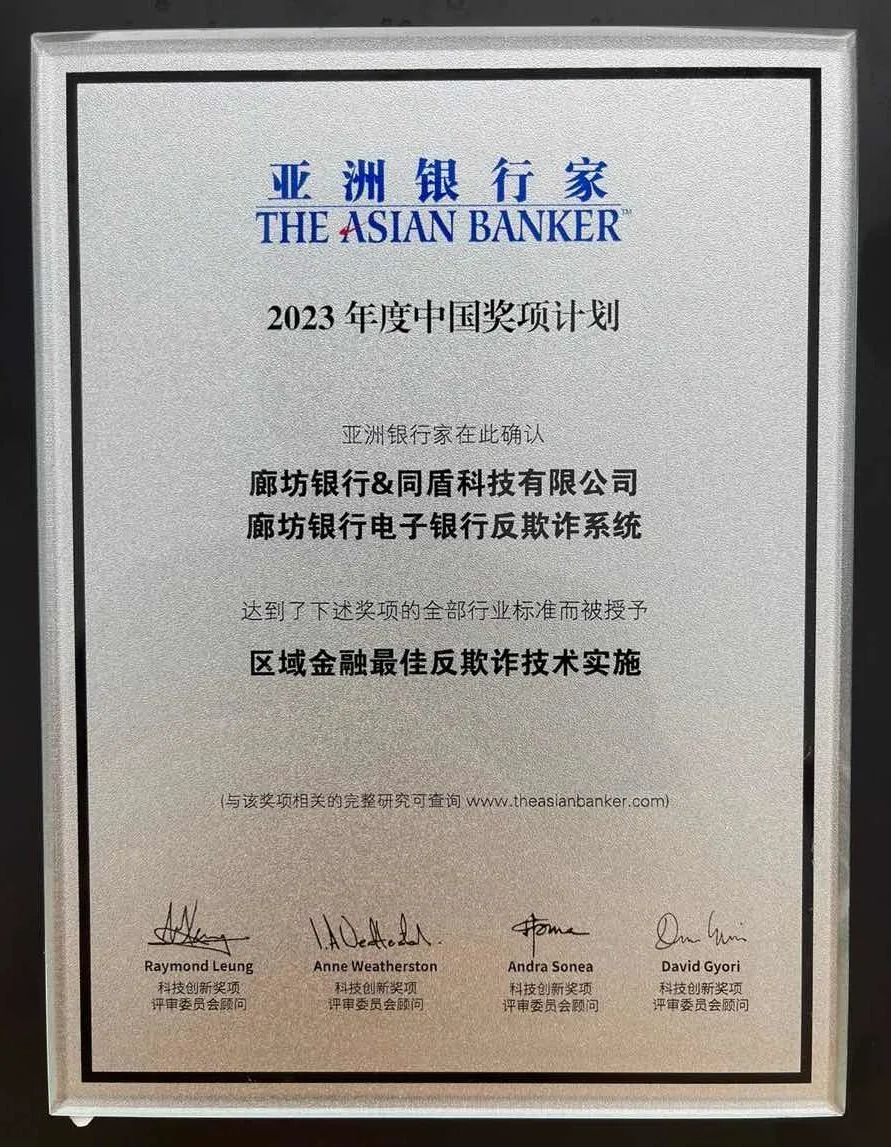 亚洲银行家
THE ASIAN BANKER™
2023 年度中国奖项计划
亚洲银行家在此确认
廊坊银行&同盾科技有限公司
廊坊银行电子银行反欺诈系统
达到了下述奖项的全部行业标准而被授予
区域金融最佳反欺诈技术实施
(与该奖项相关的完整研究可查询 www.theasianbanker.com)
Raymond Leung
科技创新奖项
评审委员会顾问
Anne Weatherston
科技创新奖项
评审委员会顾问
Andra Sonea
科技创新奖项
评审委员会顾问
David Gyori
科技创新奖项
评审委员会顾问